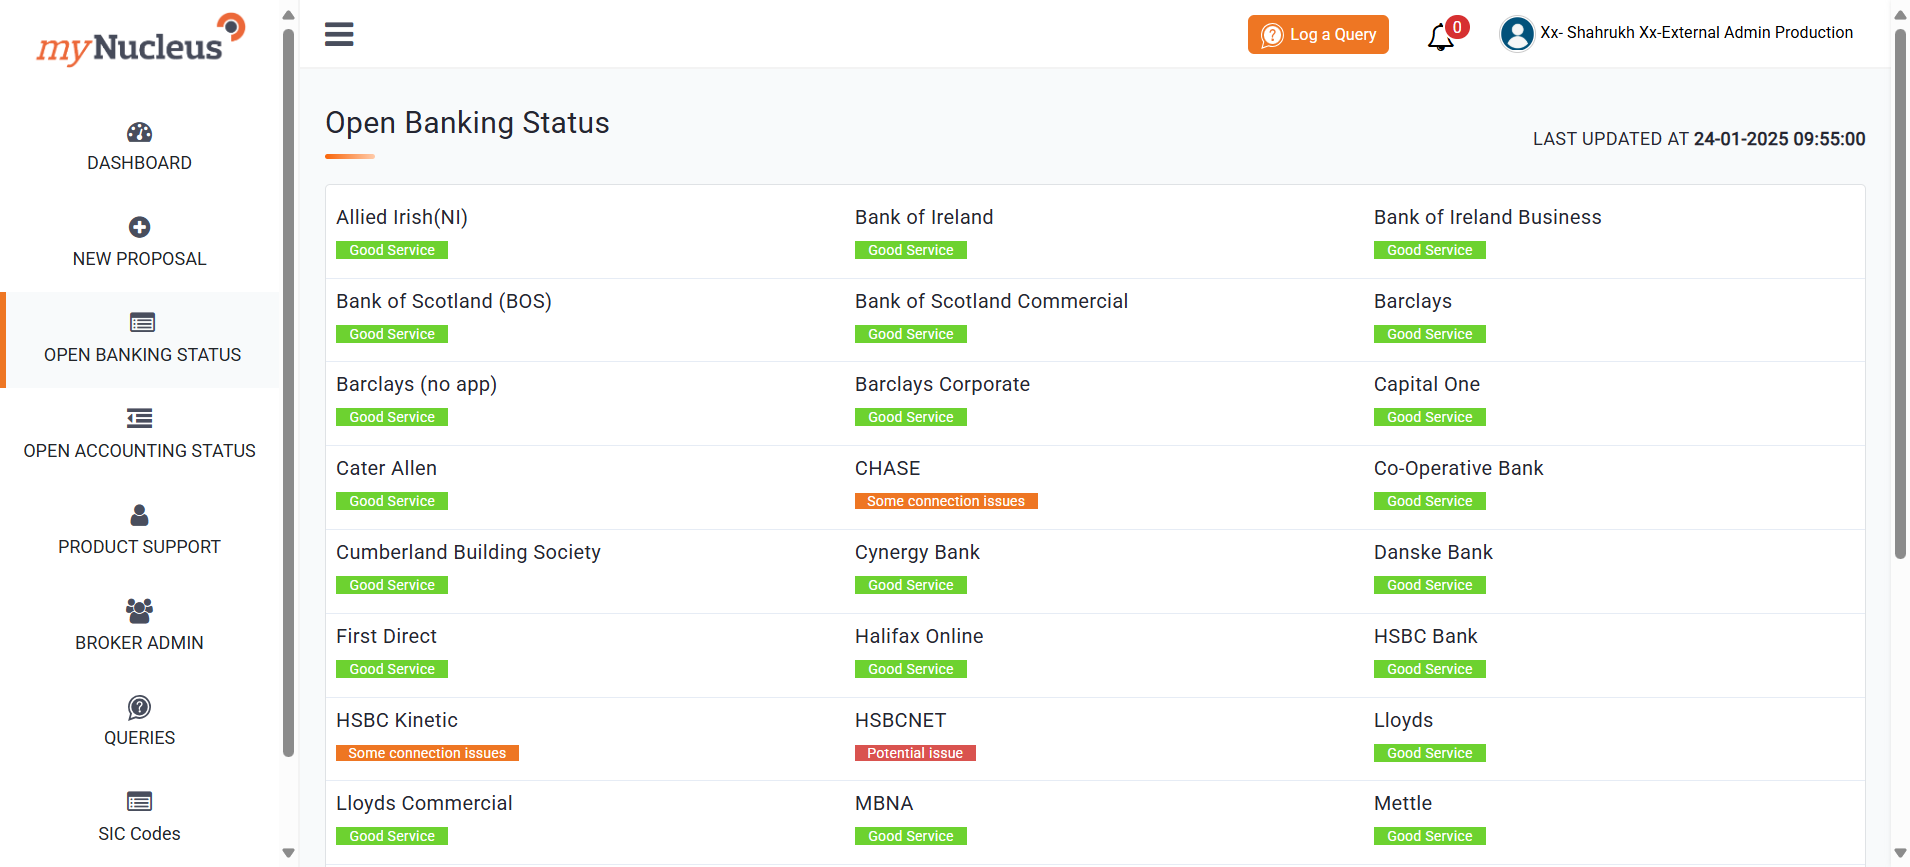 myNucleus
DASHBOARD
NEW PROPOSAL
OPEN BANKING STATUS
OPEN ACCOUNTING STATUS
PRODUCT SUPPORT
BROKER ADMIN
QUERIES
SIC Codes
Log a Query
0
Xx- Shahrukh Xx-External Admin Production
Open Banking Status
LAST UPDATED AT 24-01-2025 09:55:00
Allied Irish(NI)
Good Service
Bank of Ireland
Good Service
Bank of Ireland Business
Good Service
Bank of Scotland (BOS)
Good Service
Bank of Scotland Commercial
Good Service
Barclays
Good Service
Barclays (no app)
Good Service
Barclays Corporate
Good Service
Capital One
Good Service
Cater Allen
Good Service
CHASE
Some connection issues
Co-Operative Bank
Good Service
Cumberland Building Society
Good Service
Cynergy Bank
Good Service
Danske Bank
Good Service
First Direct
Good Service
Halifax Online
Good Service
HSBC Bank
Good Service
HSBC Kinetic
Some connection issues
HSBCNET
Potential issue
Lloyds
Good Service
Lloyds Commercial
Good Service
MBNA
Good Service
Mettle
Good Service